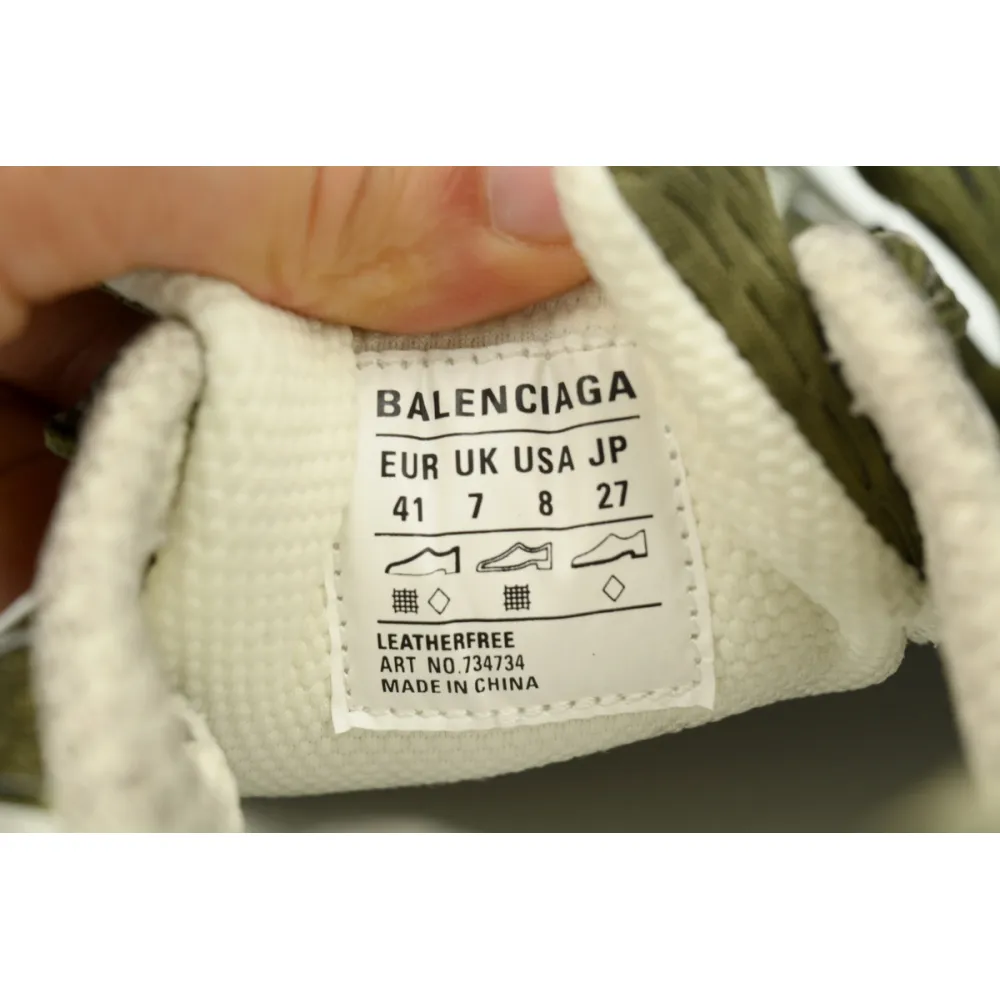 BALENCIAGA
EUR UK USA JP
41 7 8 27
LEATHERFREE
ART NO.734734
MADE IN CHINA